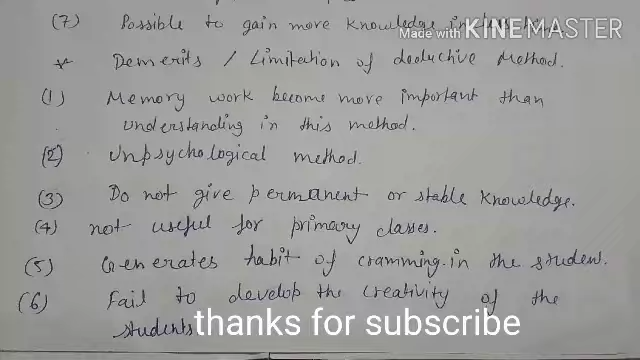 (7) Possible to gain more knowledge in less
Made with KINEMASTER
* Demerits / Limitation of deductive Method.
(1) Memory work become more important than
understanding in this method.
(2) Unpsychological method.
(3) Do not give permanent or stable knowledge.
(4) not useful for primary classes.
(5) Generates habit of cramming in the student.
(6) Fail to develop the creativity of the
students
thanks for subscribe